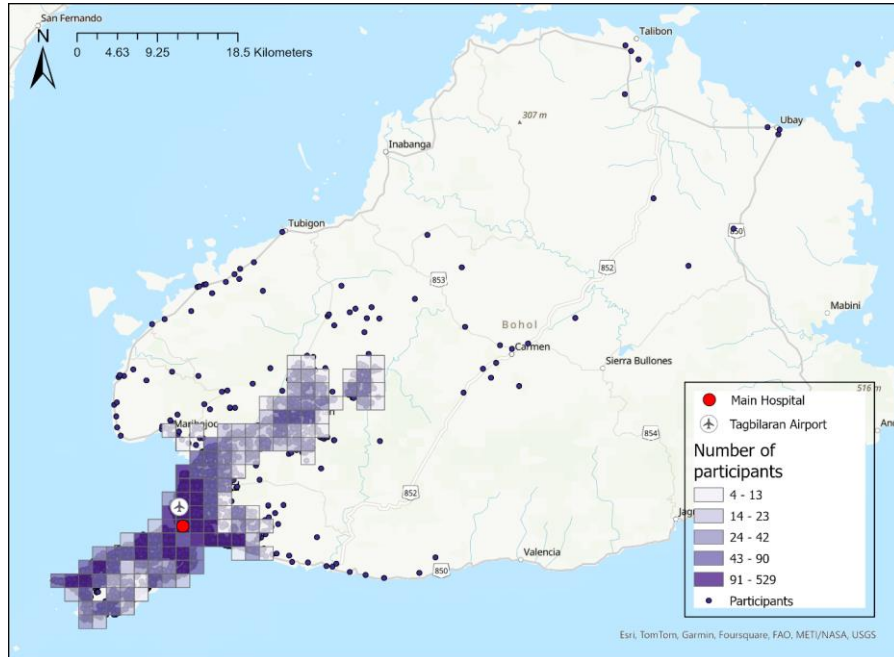 San Fernando
N
0 4.63 9.25 18.5 Kilometers
Talibon
307 m
Ubay
Inabanga
Tubigon
850
853
852
Mabini
Bohol
Carmen
Sierra Bullones
516 m
Maribojoc
854
852
Valencia
850
Main Hospital
Tagbilaran Airport
Number of
participants
4 - 13
14 - 23
24 - 42
43 - 90
91 - 529
Participants
Esri, TomTom, Garmin, Foursquare, FAO, METI/NASA, USGS